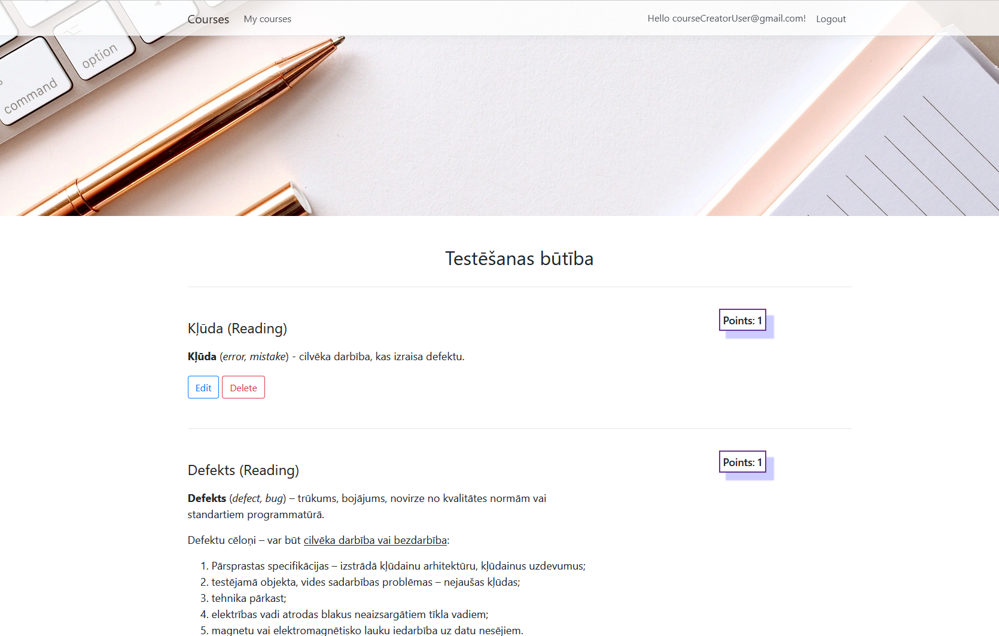 Courses My courses Hello courseCreatorUser@gmail.com! Logout
option
command
Testēšanas būtība
Kļūda (Reading)
Points: 1
Kļūda (error, mistake) - cilvēka darbība, kas izraisa defektu.
Edit Delete
Defekts (Reading)
Points: 1
Defekts (defect, bug) – trūkums, bojājums, novirze no kvalitātes normām vai
standartiem programmatūrā.
Defektu cēloņi – var būt cilvēka darbība vai bezdarbība:
1. Pārsprastas specifikācijas – izstrādā kļūdainu arhitektūru, kļūdainus uzdevumus;
2. testējamā objekta, vides sadarbības problēmas – nejaušas kļūdas;
3. tehnika pārkast;
4. elektrības vadi atrodas blakus neaizsargātiem tīkla vadiem;
5. magnetu vai elektromagnētisko lauku iedarbība uz datu nesējiem.